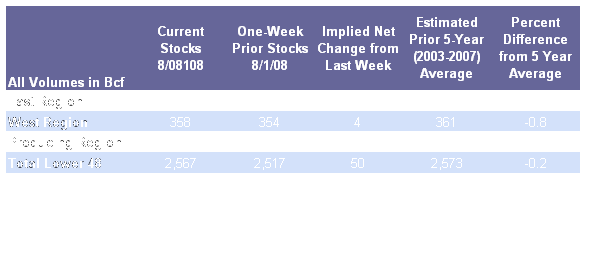 Current Stocks 8/08108
One-Week Prior Stocks 8/1/08
Implied Net Change from Last Week
Estimated Prior 5-Year (2003-2007) Average
Percent Difference from 5 Year Average
All Volumes in Bcf
East Region
West Region 358 354 4 361 -0.8
Producing Region
Total Lower 48 2,567 2,517 50 2,573 -0.2